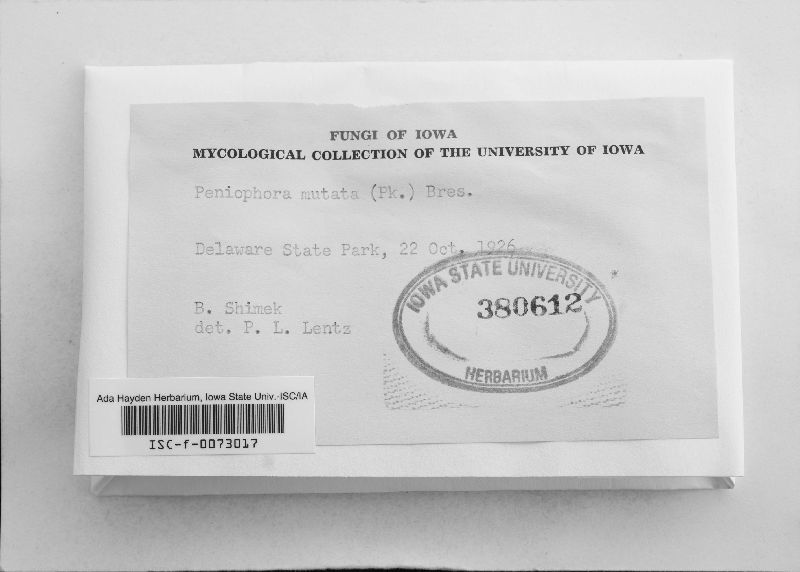 FUNGI OF IOWA
MYCOLOGICAL COLLECTION OF THE UNIVERSITY OF IOWA
Peniophora mutata (Pk.) Bres.
Delaware State Park, 22 Oct. 1926
IOWA STATE UNIVERSITY
380612
HERBARIUM
B. Shimek
det. P. L. Lentz
Ada Hayden Herbarium, Iowa State Univ.-ISC/IA
ISC-f-0073017